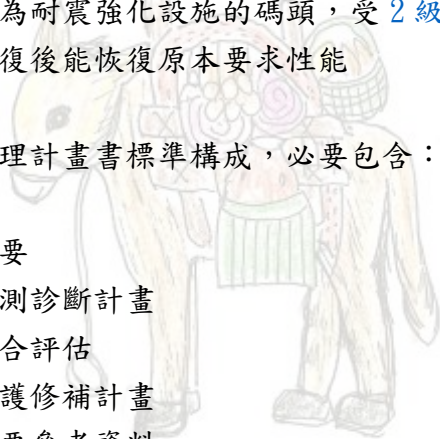 為耐震強化設施的碼頭，受 2 級
復後能恢復原本要求性能
理計畫書標準構成，必要包含：
要
測診斷計畫
合評估
護修補計畫
要參考資料